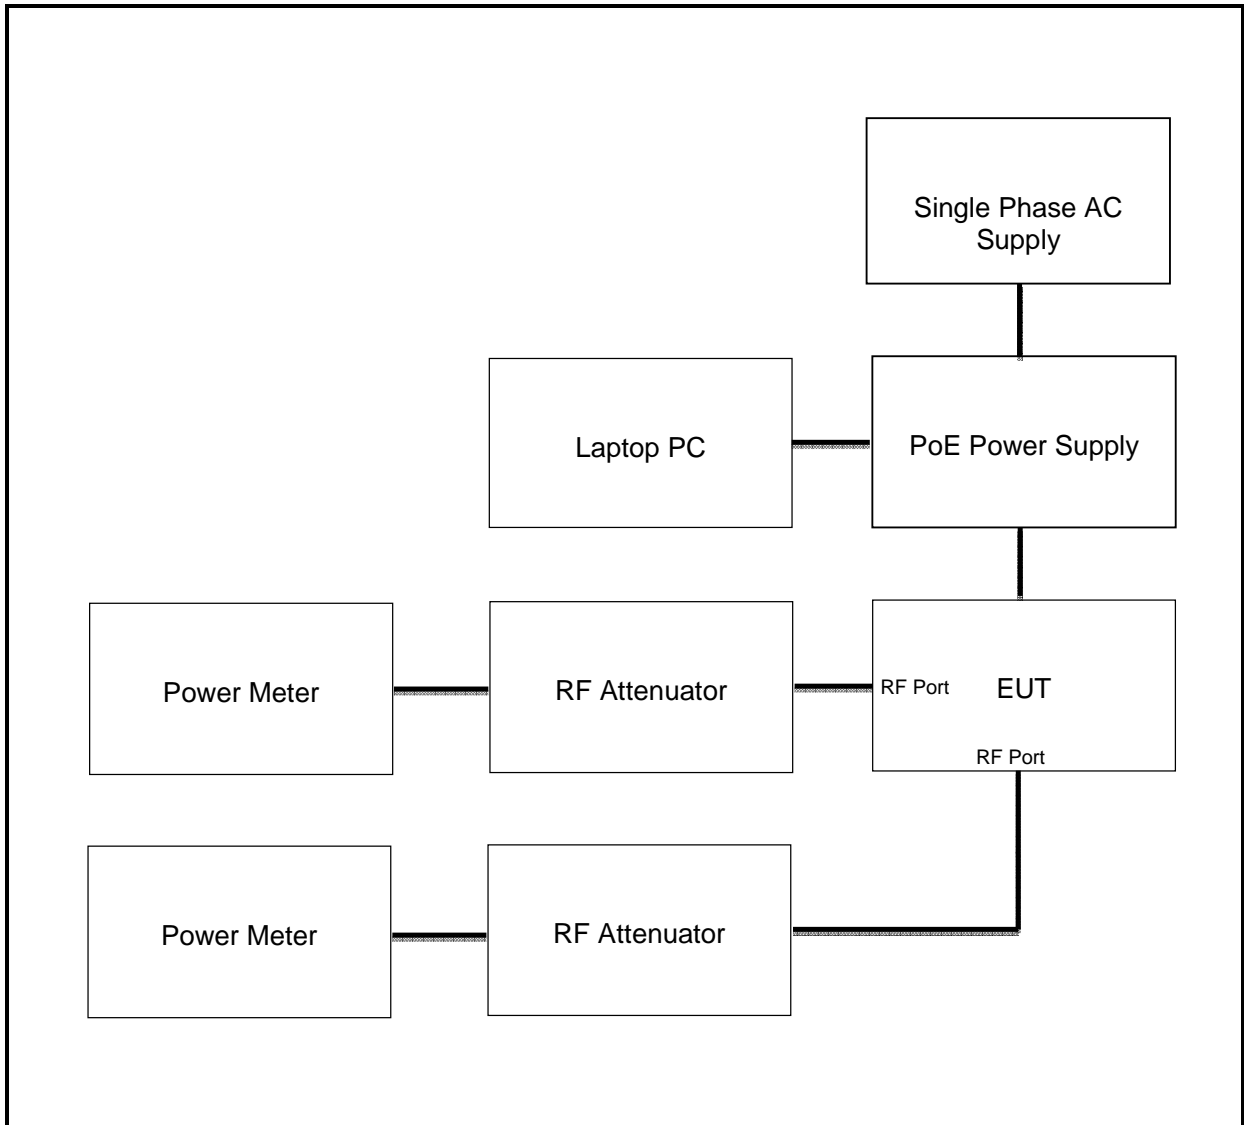 Single Phase AC
Supply
Laptop PC
PoE Power Supply
Power Meter
RF Attenuator
RF Port
EUT
RF Port
Power Meter
RF Attenuator